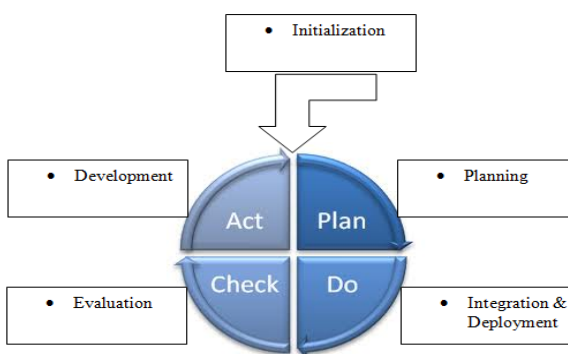 • Initialization
• Development
• Planning
Act
Plan
Check
Do
• Evaluation
• Integration &
Deployment